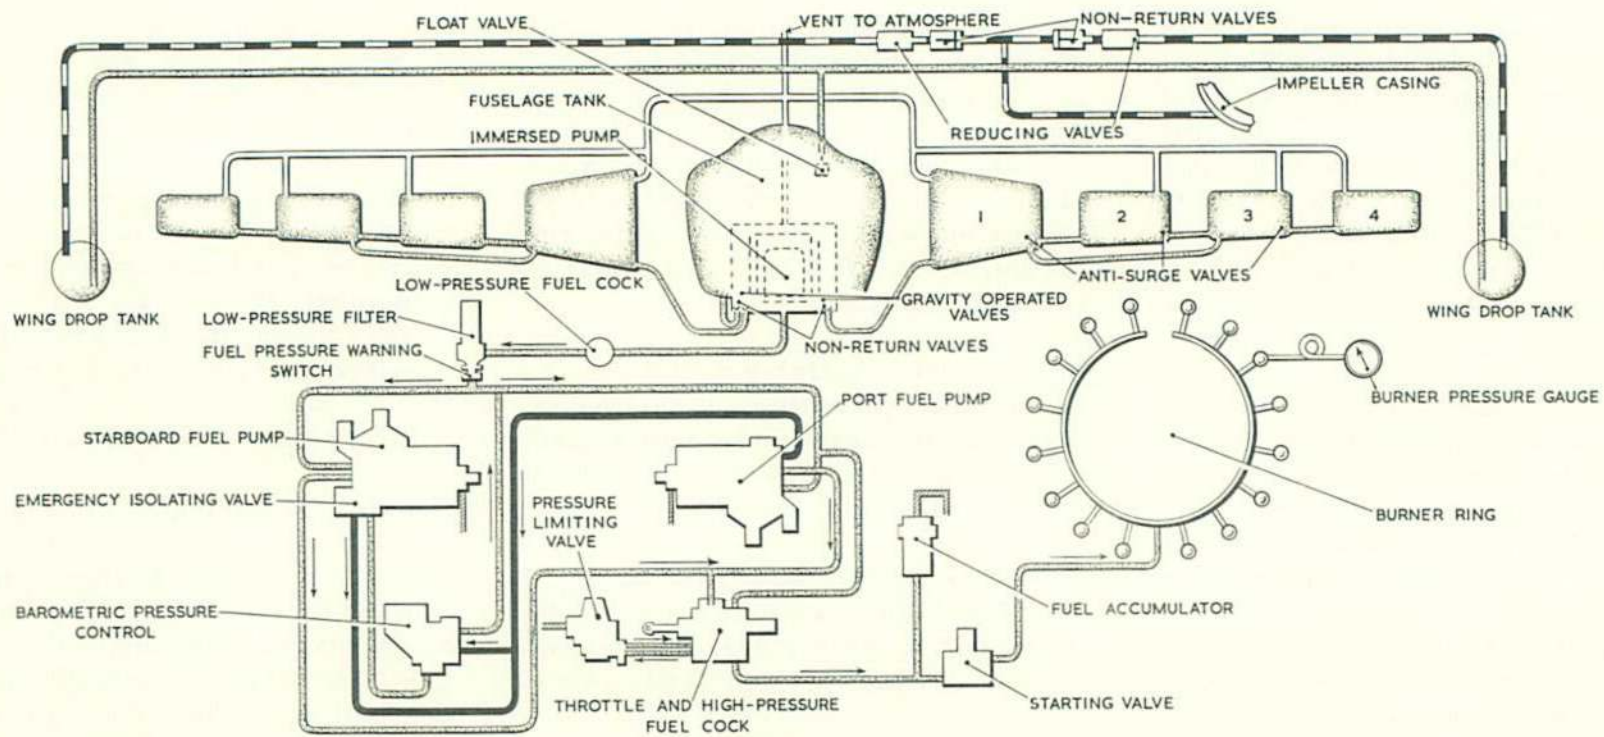 FLOAT VALVE
VENT TO ATMOSPHERE
NON-RETURN VALVES
FUSELAGE TANK
IMPELLER CASING
IMMERSED PUMP
REDUCING VALVES
1
2
3
4
ANTI-SURGE VALVES
LOW-PRESSURE FUEL COCK
GRAVITY OPERATED
VALVES
WING DROP TANK
WING DROP TANK
LOW-PRESSURE FILTER
NON-RETURN VALVES
FUEL PRESSURE WARNING
SWITCH
PORT FUEL PUMP
BURNER PRESSURE GAUGE
STARBOARD FUEL PUMP
EMERGENCY ISOLATING VALVE
PRESSURE
LIMITING
VALVE
BURNER RING
BAROMETRIC PRESSURE
CONTROL
FUEL ACCUMULATOR
THROTTLE AND HIGH-PRESSURE
FUEL COCK
STARTING VALVE